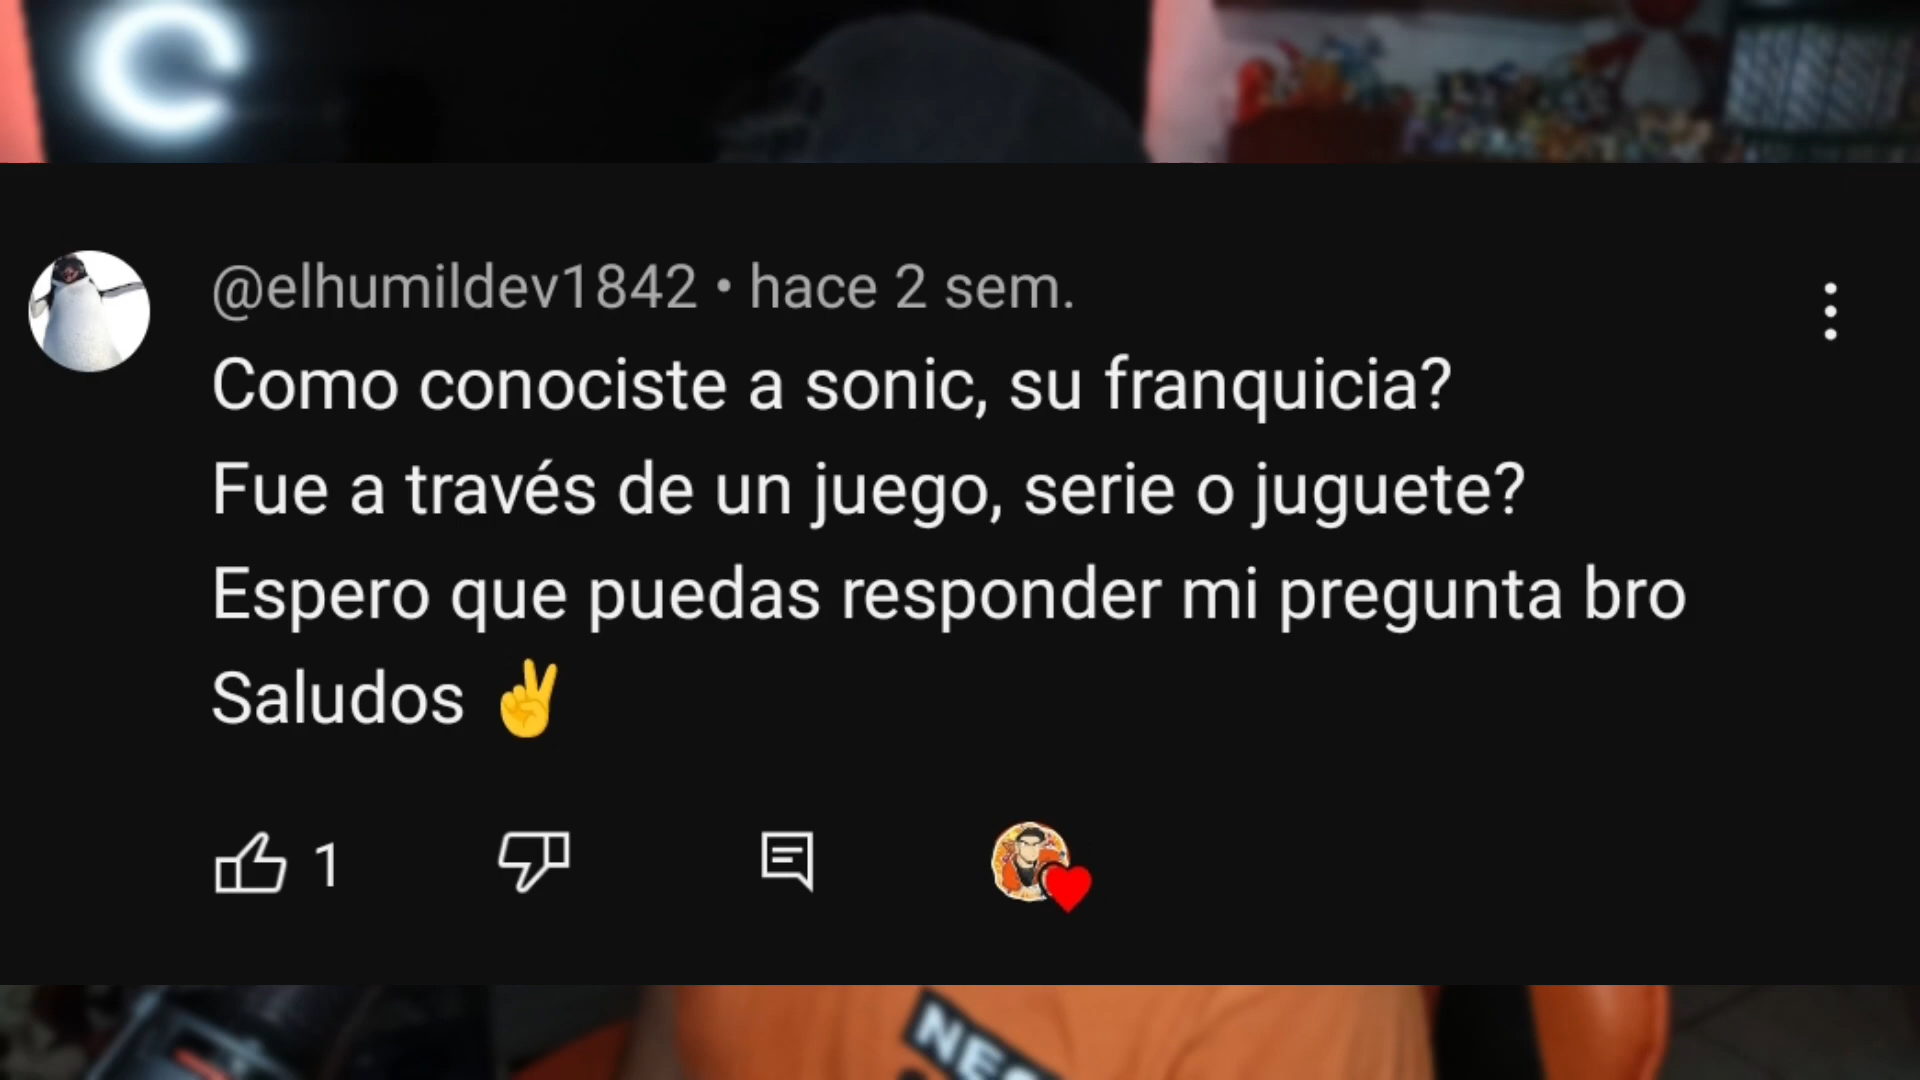 @elhumildev1842 • hace 2 sem.
Como conociste a sonic, su franquicia?
Fue a través de un juego, serie o juguete?
Espero que puedas responder mi pregunta bro
Saludos ✌
1